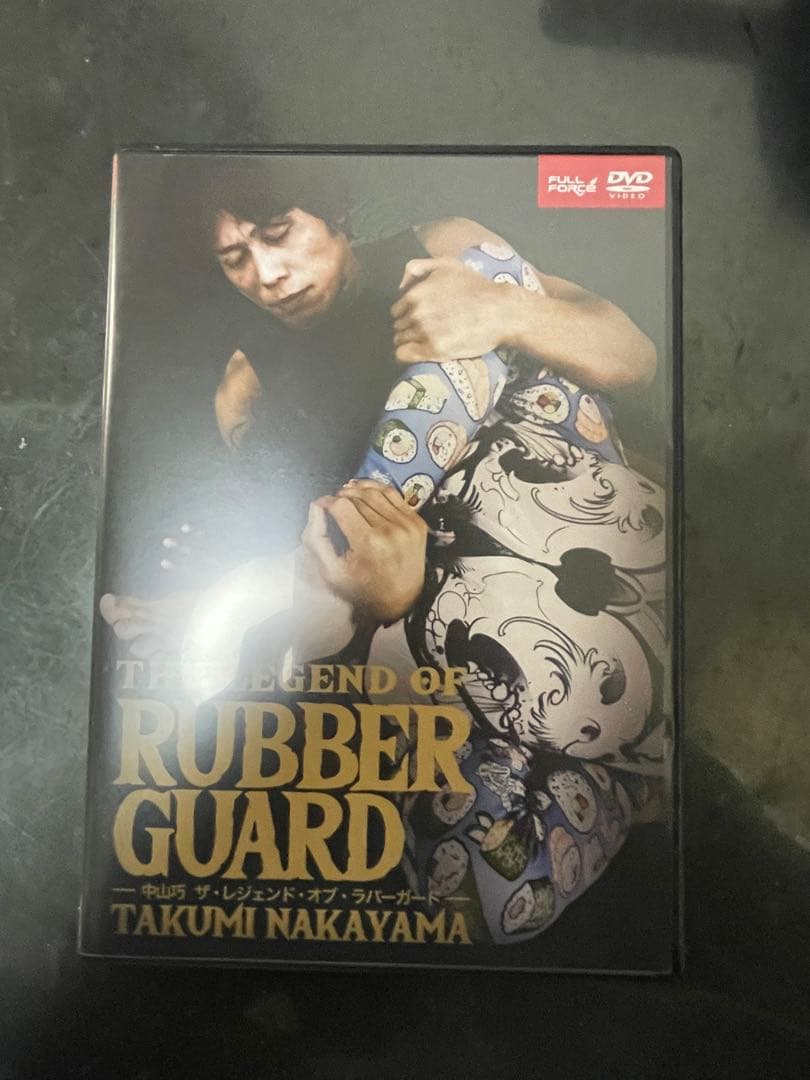 FULL
FORCE
DVD
VIDEO
THE LEGEND OF
RUBBER
GUARD
中山巧 ザ・レジェンド・オブ・ラバーガード
TAKUMI NAKAYAMA